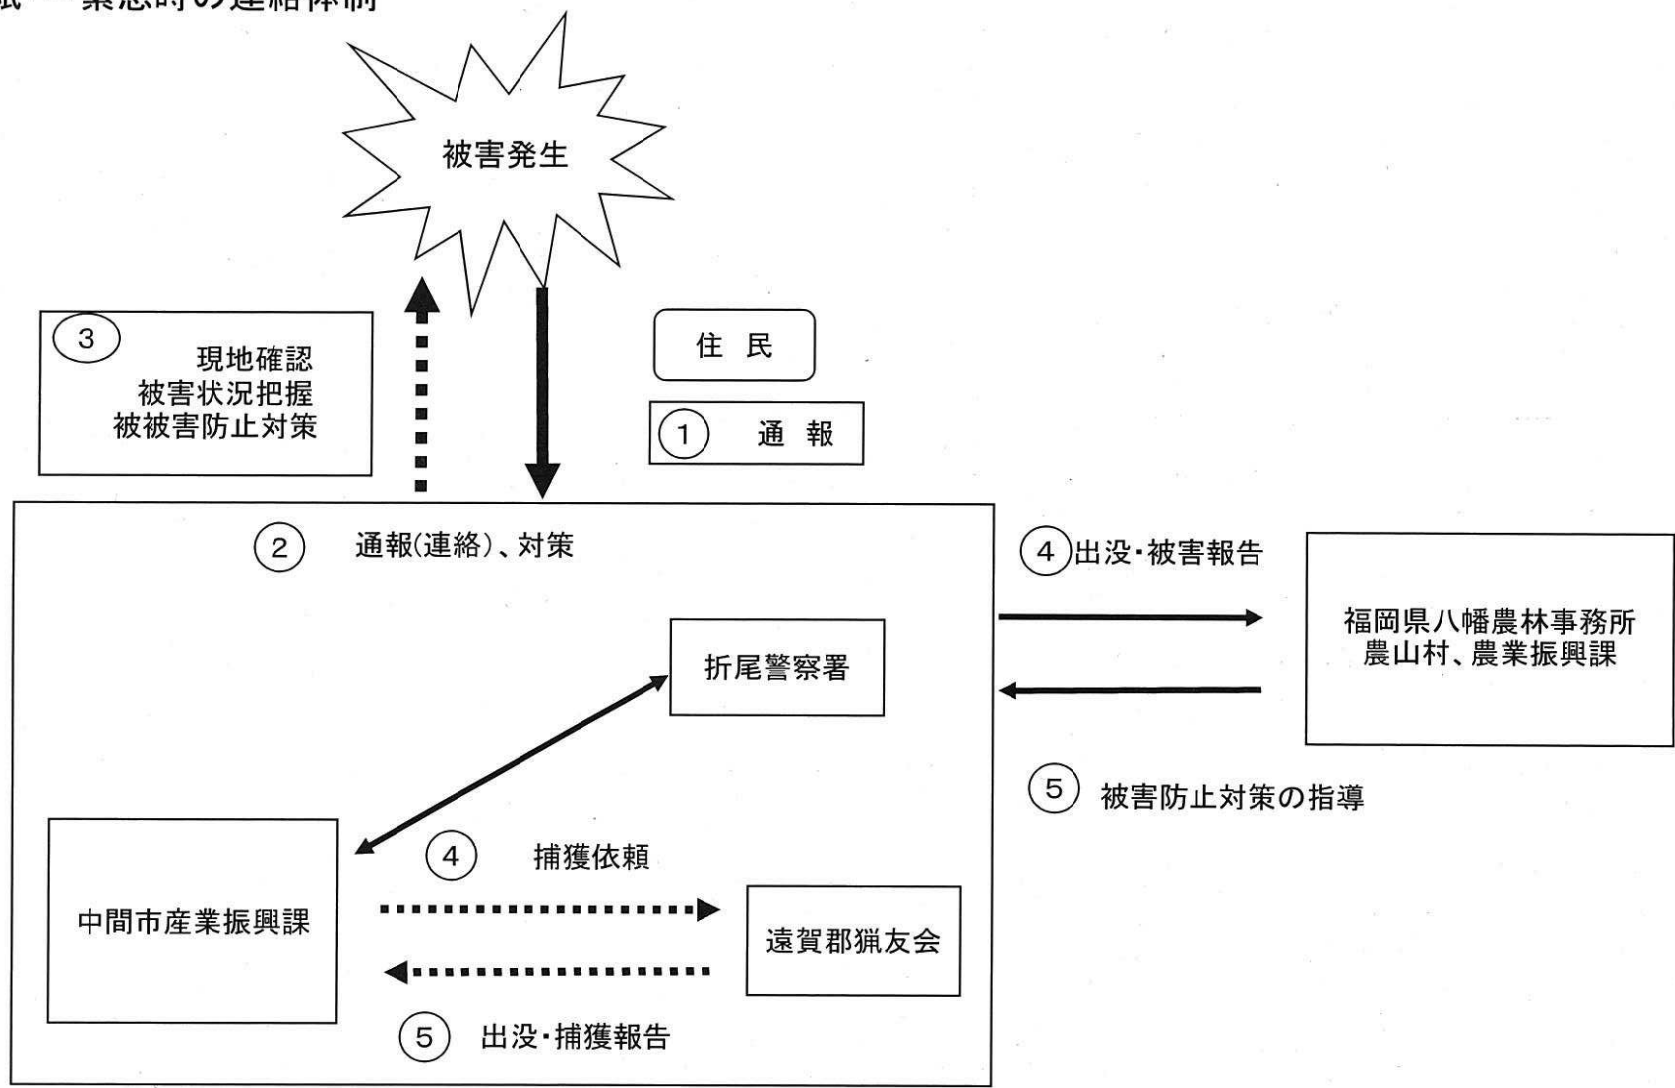 緊急時の連絡体制
被害発生
③
現地確認
被害状況把握
被被害防止対策
住 民
① 通 報
② 通報(連絡)、対策
④出没・被害報告
福岡県八幡農林事務所
農山村、農業振興課
折尾警察署
⑤ 被害防止対策の指導
④ 捕獲依頼
中間市産業振興課
遠賀郡猟友会
⑤ 出没・捕獲報告